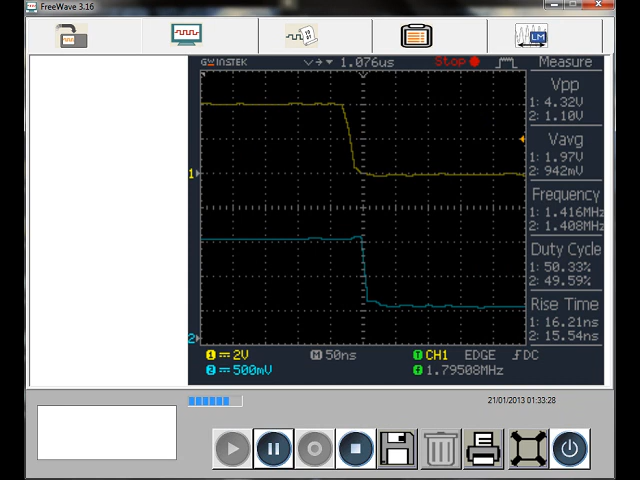 FreeWave 3.16
LM
GWINSTEK 1.076us Stop Measure
Vpp
1: 4.32V
2: 1.10V
Vavg
1: 1.97V
2: 942mV
Frequency
1: 1.416MHz
2: 1.408MHz
Duty Cycle
1: 50.33%
2: 49.59%
Rise Time
1: 16.21ns
2: 15.54ns
1
2
1 2V M 50ns T CH1 EDGE DC
2 500mV f 1.79508MHz
21/01/2013 01:33:28